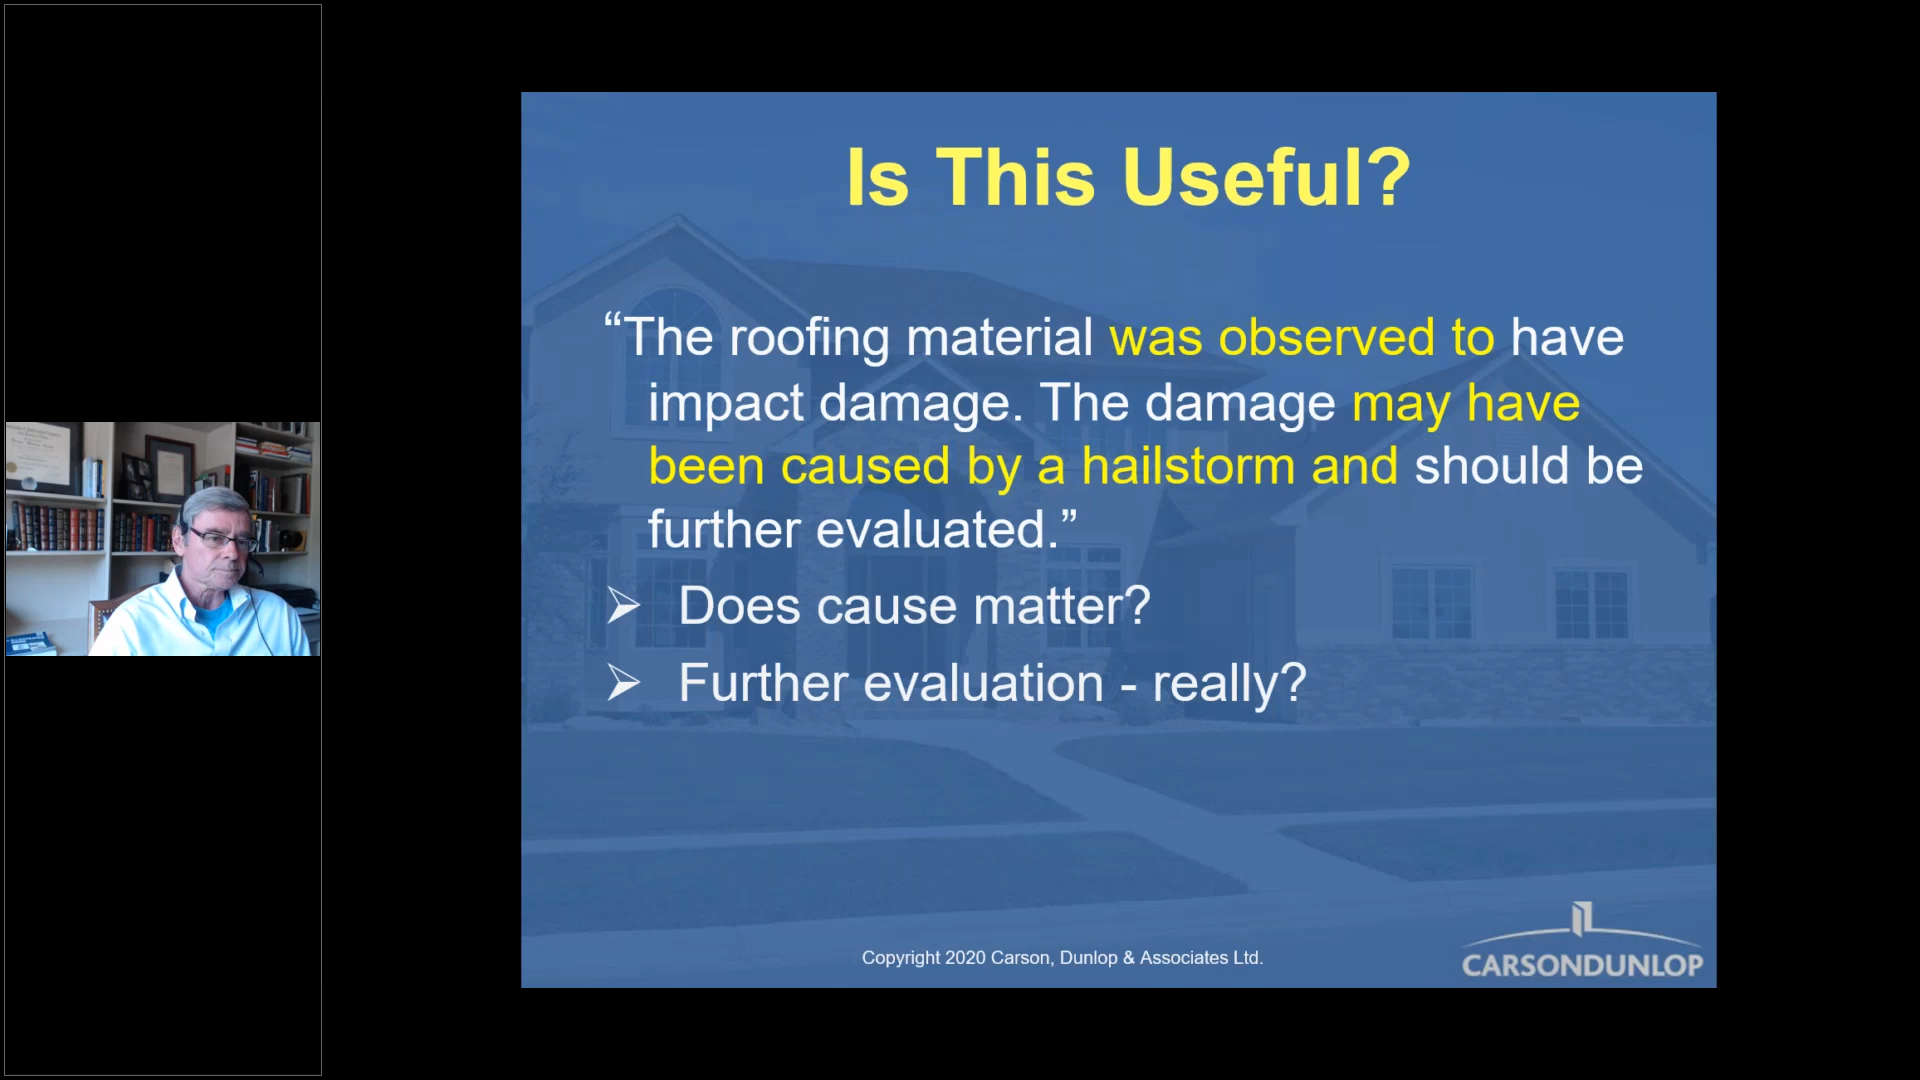 Is This Useful?
“The roofing material was observed to have
impact damage. The damage may have
been caused by a hailstorm and should be
further evaluated.”
➢ Does cause matter?
➢ Further evaluation - really?
Copyright 2020 Carson, Dunlop & Associates Ltd.
CARSONDUNLOP